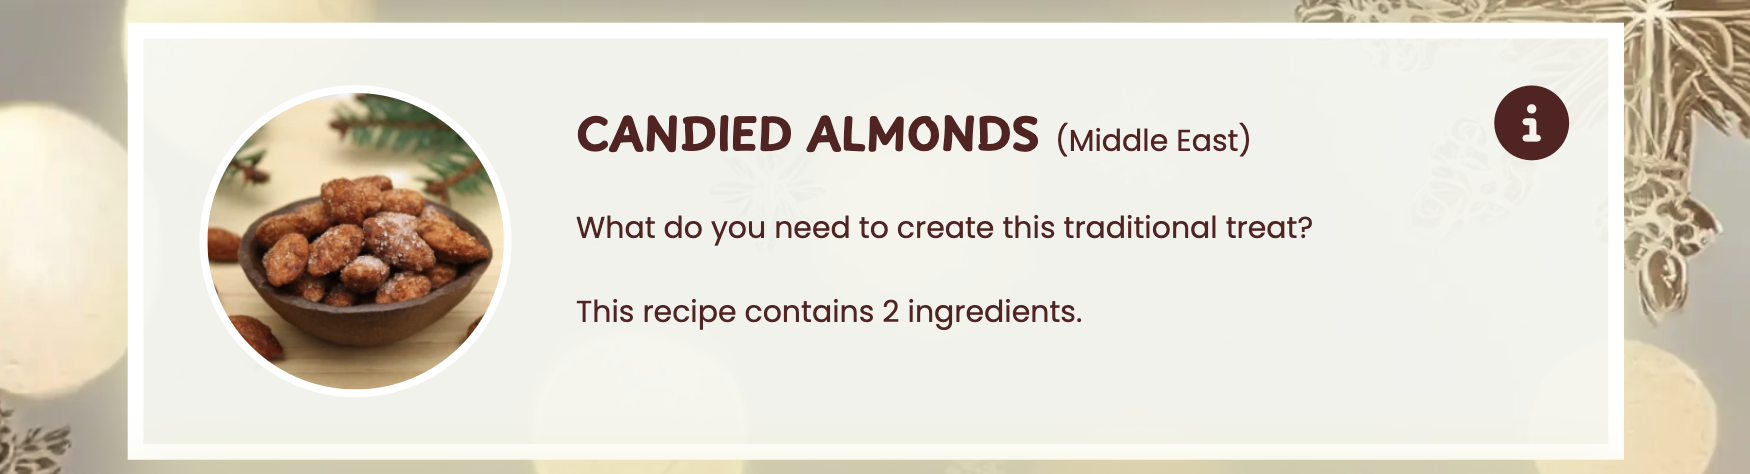 CANDIED ALMONDS (Middle East)
What do you need to create this traditional treat?
This recipe contains 2 ingredients.